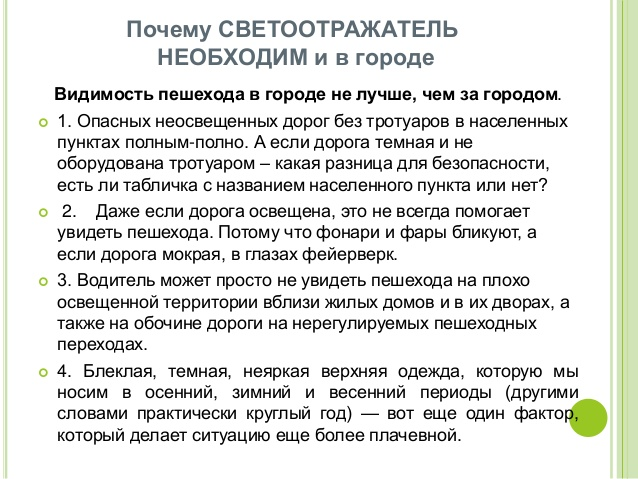 Почему СВЕТООТРАЖАТЕЛЬ
НЕОБХОДИМ и в городе
Видимость пешехода в городе не лучше, чем за городом.
1. Опасных неосвещенных дорог без тротуаров в населенных
пунктах полным-полно. А если дорога темная и не
оборудована тротуаром – какая разница для безопасности,
есть ли табличка с названием населенного пункта или нет?
2. Даже если дорога освещена, это не всегда помогает
увидеть пешехода. Потому что фонари и фары бликуют, а
если дорога мокрая, в глазах фейерверк.
3. Водитель может просто не увидеть пешехода на плохо
освещенной территории вблизи жилых домов и в их дворах, а
также на обочине дороги на нерегулируемых пешеходных
переходах.
4. Блеклая, темная, неяркая верхняя одежда, которую мы
носим в осенний, зимний и весенний периоды (другими
словами практически круглый год) — вот еще один фактор,
который делает ситуацию еще более плачевной.